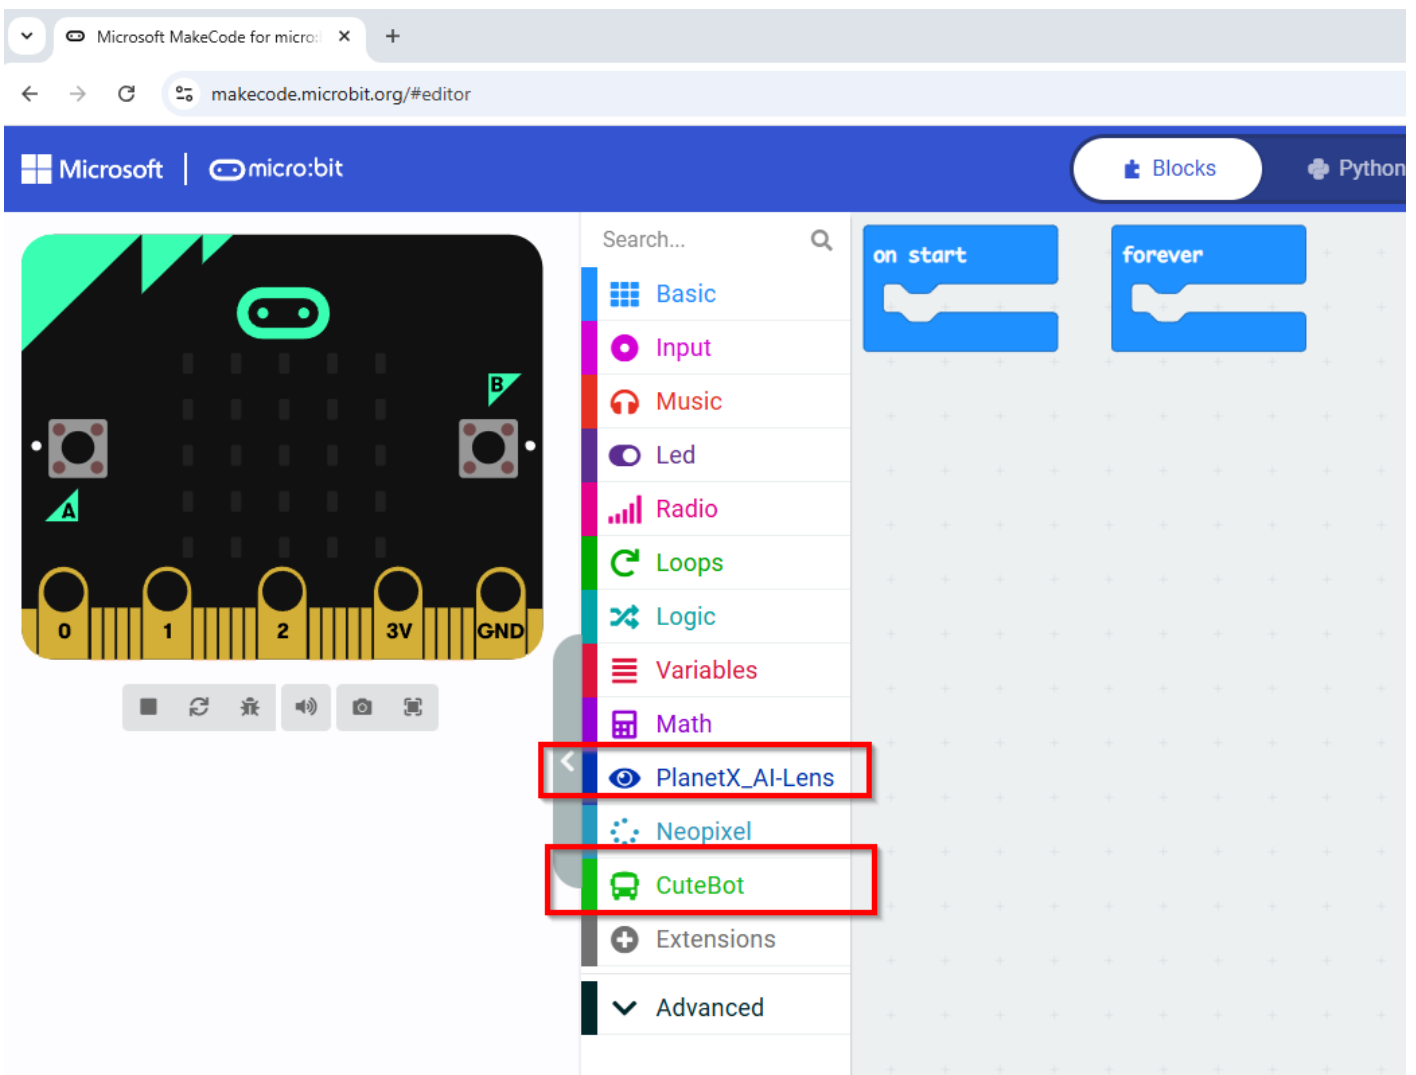 Microsoft MakeCode for micro:
makecode.microbit.org/#editor
Microsoft
micro:bit
Blocks
Python
B
A
0
1
2
3V
GND
Search...
Basic
Input
Music
Led
Radio
Loops
Logic
Variables
Math
PlanetX_AI-Lens
Neopixel
CuteBot
Extensions
Advanced
on start
forever